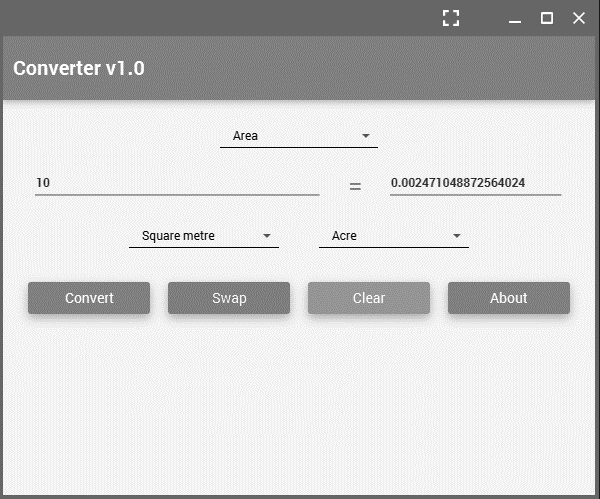 Converter v1.0
Area
10 = 0.002471048872564024
Square metre Acre
Convert Swap Clear About